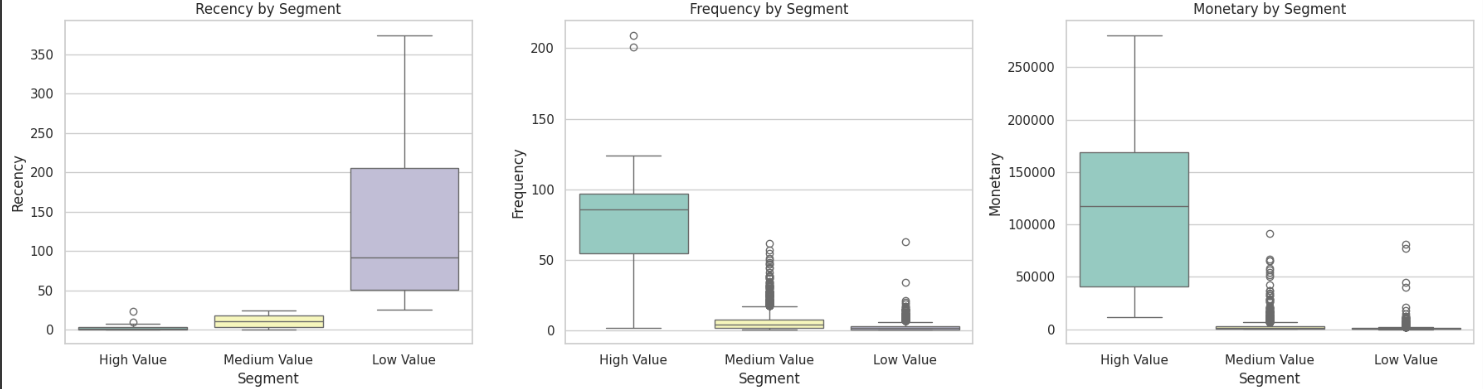 Recency by Segment
350
300
250
200
150
100
50
0
Recency
High Value
Medium Value
Low Value
Segment
Frequency by Segment
200
150
100
50
0
Frequency
High Value
Medium Value
Low Value
Segment
Monetary by Segment
250000
200000
150000
100000
50000
0
Monetary
High Value
Medium Value
Low Value
Segment